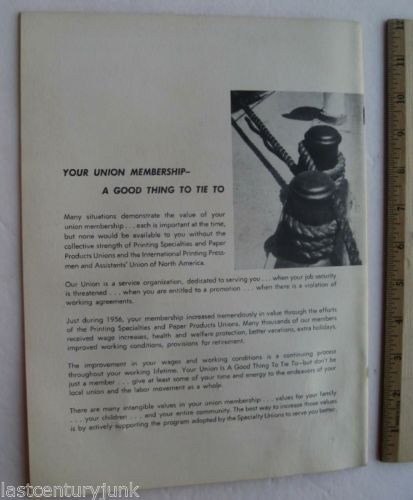 YOUR UNION MEMBERSHIP–
A GOOD THING TO TIE TO
Many situations demonstrate the value of your
union membership . . . each is important at the time,
but none would be available to you without the
collective strength of Printing Specialties and Paper
Products Unions and the International Printing Press-
men and Assistants' Union of North America.
Our Union is a service organization, dedicated to serving you . . . when your job security
is threatened . . . when you are entitled to a promotion . . . when there is a violation of
working agreements.
Just during 1956, your membership increased tremendously in value through the efforts
of the Printing Specialties and Paper Products Unions. Many thousands of our members
received wage increases, health and welfare protection, better vacations, extra holidays,
improved working conditions, provisions for retirement.
The improvement in your wages and working conditions is a continuing process
throughout your working lifetime. Your Union Is A Good Thing To Tie To—but don't be
just a member . . . give at least some of your time and energy to the endeavors of your
local union and the labor movement as a whole.
There are many intangible values in your union membership . . . values for your family
. . . your children . . . and your entire community. The best way to increase those values
is by actively supporting the program adopted by the Specialty Unions to serve you better.
12
11
10
9
8
7
6
5
4
3
2
lastcenturyjunk